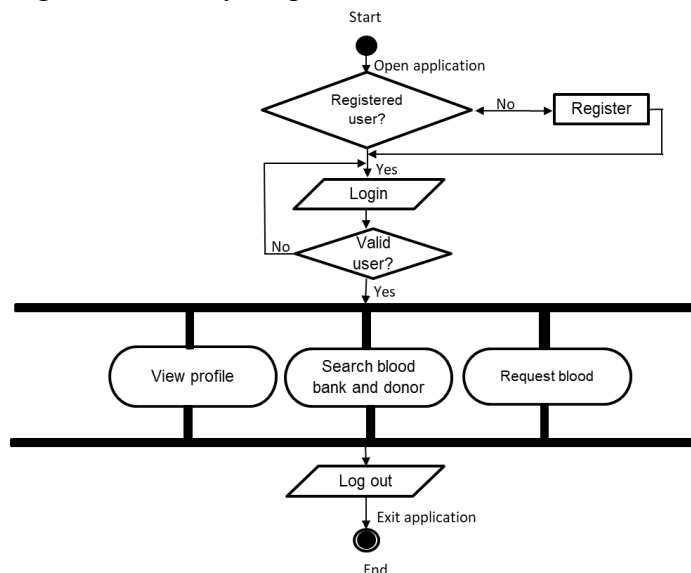 Start
Open application
Registered
user?
No
Register
Yes
Login
No
Valid
user?
Yes
View profile
Search blood
bank and donor
Request blood
Log out
Exit application
End